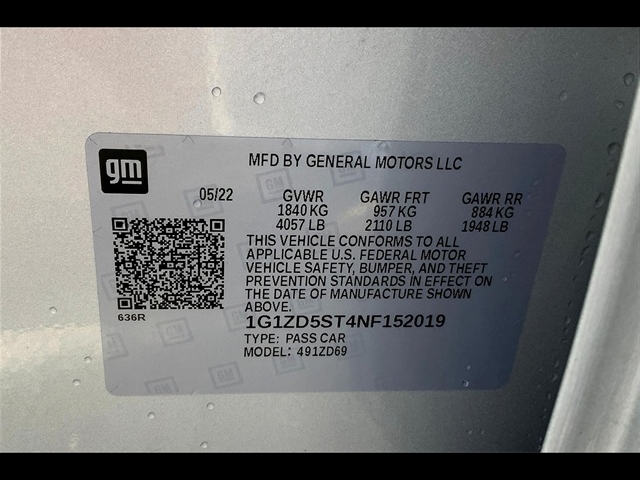 gm
MFD BY GENERAL MOTORS LLC
05/22 GVWR GAWR FRT GAWR RR
1840 KG 957 KG 884 KG
4057 LB 2110 LB 1948 LB
THIS VEHICLE CONFORMS TO ALL
APPLICABLE U.S. FEDERAL MOTOR
VEHICLE SAFETY, BUMPER, AND THEFT
PREVENTION STANDARDS IN EFFECT ON
THE DATE OF MANUFACTURE SHOWN
ABOVE.
636R
1G1ZD5ST4NF152019
TYPE: PASS CAR
MODEL: 491ZD69